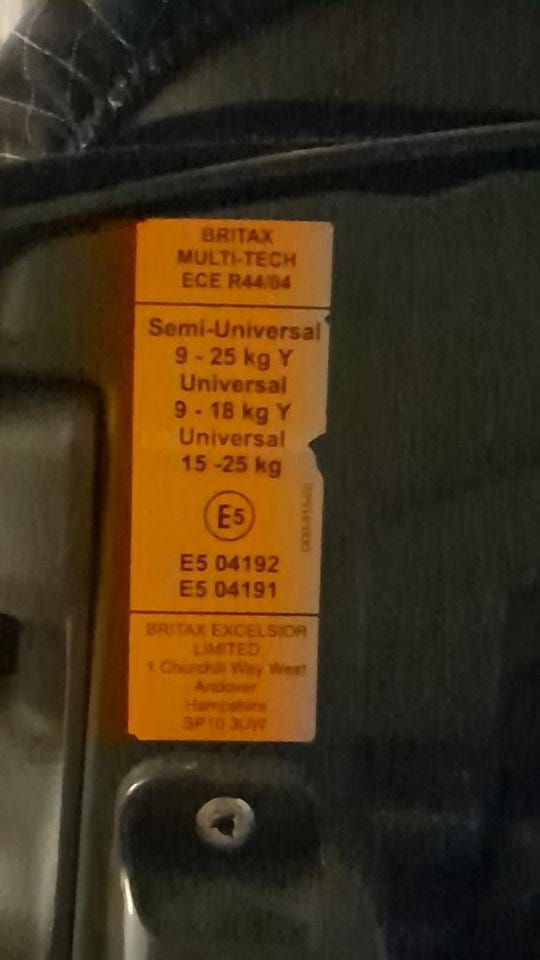 BRITAX
MULTI-TECH
ECE R44/04
Semi-Universal
9 - 25 kg Y
Universal
9 - 18 kg Y
Universal
15 -25 kg
E5
E5 04192
E5 04191
BRITAX EXCELSIOR
LIMITED
1 Churchill Way West
Andover
Hampshire
SP10 3UW